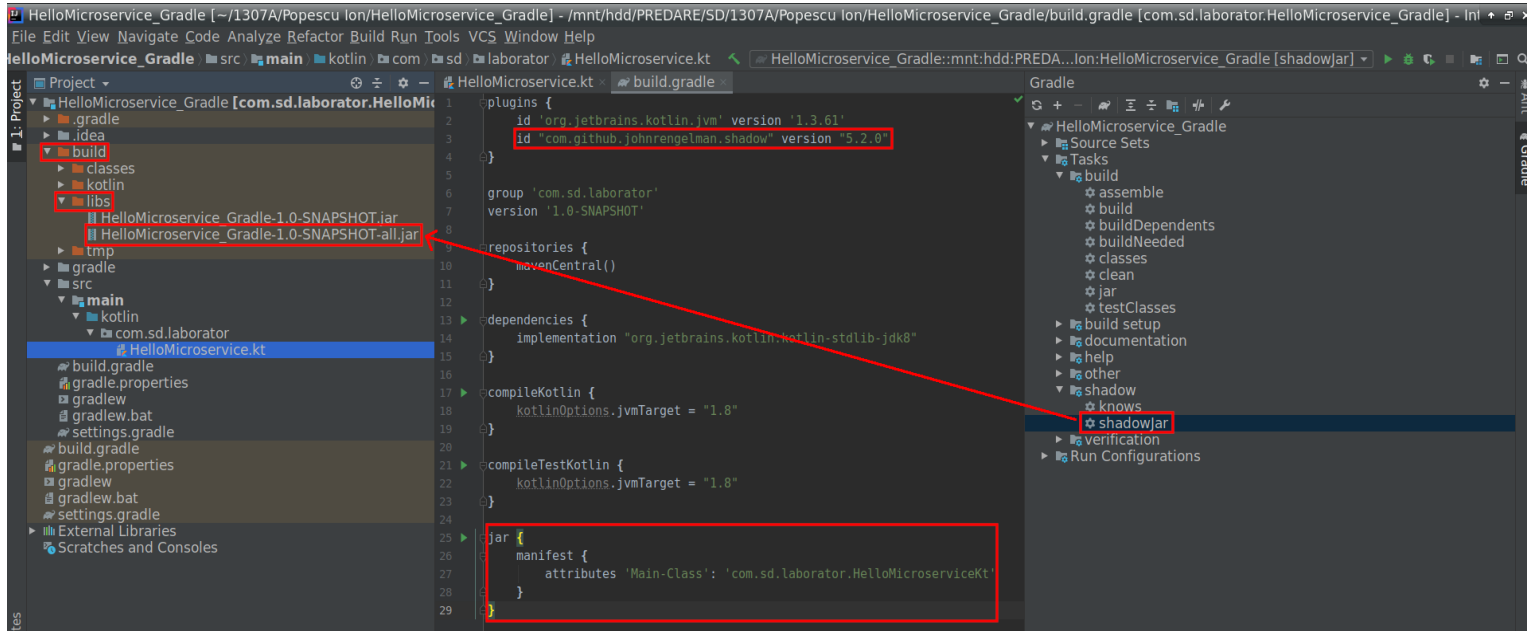 HelloMicroservice_Gradle [~/1307A/Popescu Ion/HelloMicroservice_Gradle] - /mnt/hdd/PREDARE/SD/1307A/Popescu Ion/HelloMicroservice_Gradle/build.gradle [com.sd.laborator.HelloMicroservice_Gradle] - Inl
File Edit View Navigate Code Analyze Refactor Build Run Tools VCS Window Help
HelloMicroservice_Gradle src main kotlin com sd laborator HelloMicroservice.kt HelloMicroservice_Gradle::mnt:hdd:PREDA...Ion:HelloMicroservice_Gradle [shadowJar]
1: Project
Project
HelloMicroservice_Gradle [com.sd.laborator.HelloMic
.gradle
.idea
build
classes
kotlin
libs
HelloMicroservice_Gradle-1.0-SNAPSHOT.jar
HelloMicroservice_Gradle-1.0-SNAPSHOT-all.jar
tmp
gradle
src
main
kotlin
com.sd.laborator
HelloMicroservice.kt
build.gradle
gradle.properties
gradlew
gradlew.bat
settings.gradle
build.gradle
gradle.properties
gradlew
gradlew.bat
settings.gradle
External Libraries
Scratches and Consoles
HelloMicroservice.kt build.gradle
1 plugins {
2 id 'org.jetbrains.kotlin.jvm' version '1.3.61'
3 id "com.github.johnrengelman.shadow" version "5.2.0"
4 }
5
6 group 'com.sd.laborator'
7 version '1.0-SNAPSHOT'
8
9 repositories {
10 mavenCentral()
11 }
12
13 dependencies {
14 implementation "org.jetbrains.kotlin:kotlin-stdlib-jdk8"
15 }
16
17 compileKotlin {
18 kotlinOptions.jvmTarget = "1.8"
19 }
20
21 compileTestKotlin {
22 kotlinOptions.jvmTarget = "1.8"
23 }
24
25 jar {
26 manifest {
27 attributes 'Main-Class': 'com.sd.laborator.HelloMicroserviceKt'
28 }
29 }
Gradle
HelloMicroservice_Gradle
Source Sets
Tasks
build
assemble
build
buildDependents
buildNeeded
classes
clean
jar
testClasses
build setup
documentation
help
other
shadow
knows
shadowJar
verification
Run Configurations
Gradle